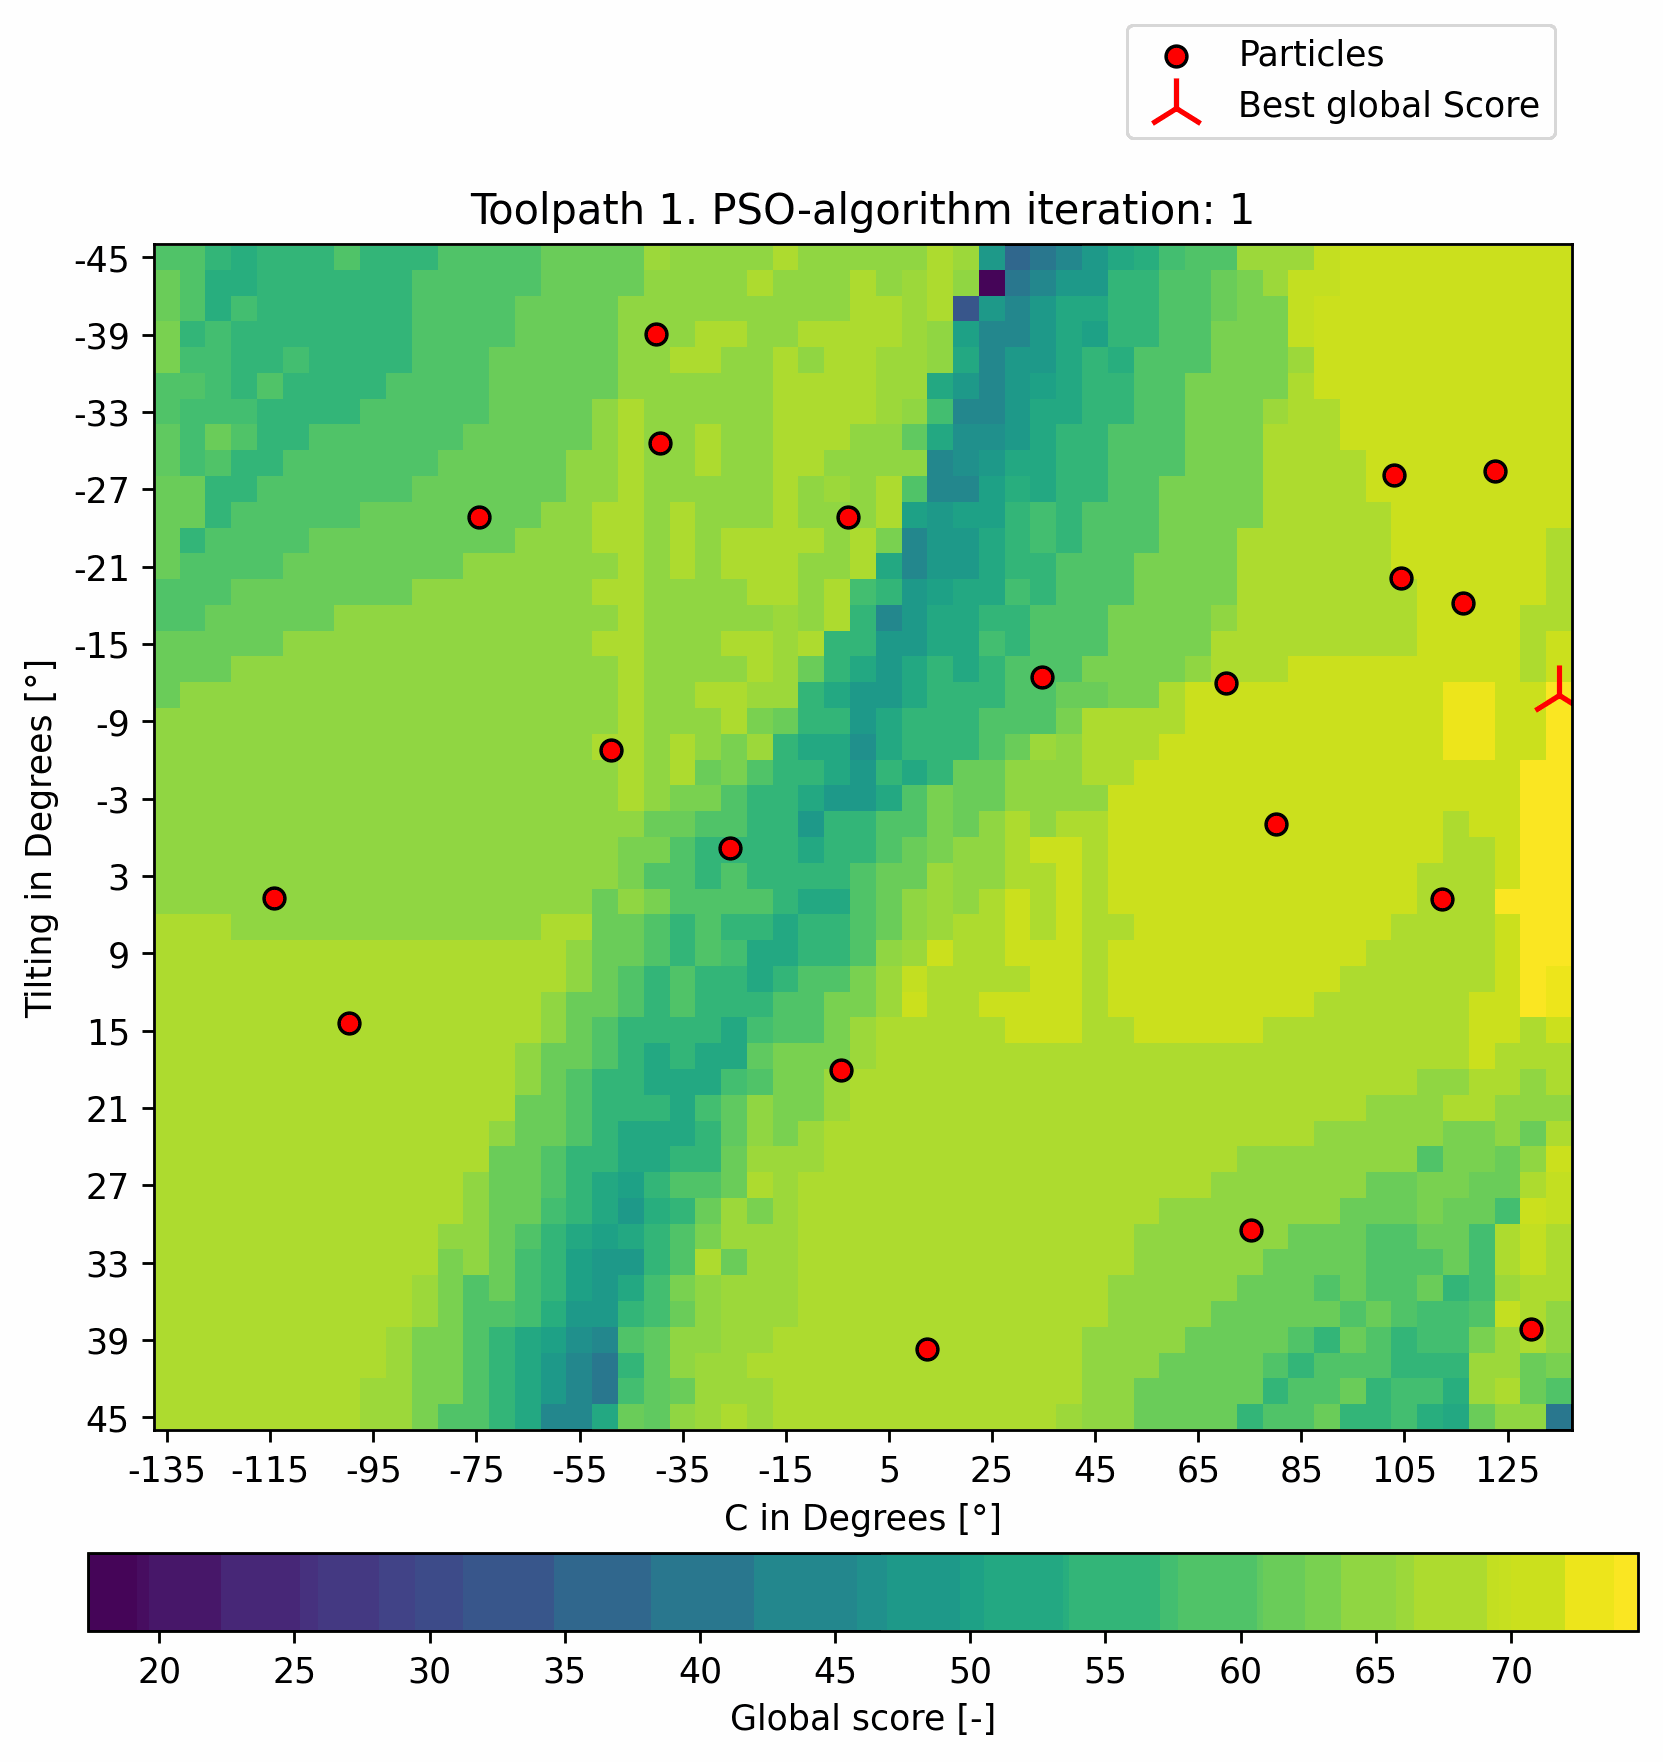 Particles
Best global Score
Toolpath 1. PSO-algorithm iteration: 1
Tilting in Degrees [°]
-45
-39
-33
-27
-21
-15
-9
-3
3
9
15
21
27
33
39
45
-135 -115 -95 -75 -55 -35 -15 5 25 45 65 85 105 125
C in Degrees [°]
20 25 30 35 40 45 50 55 60 65 70
Global score [-]